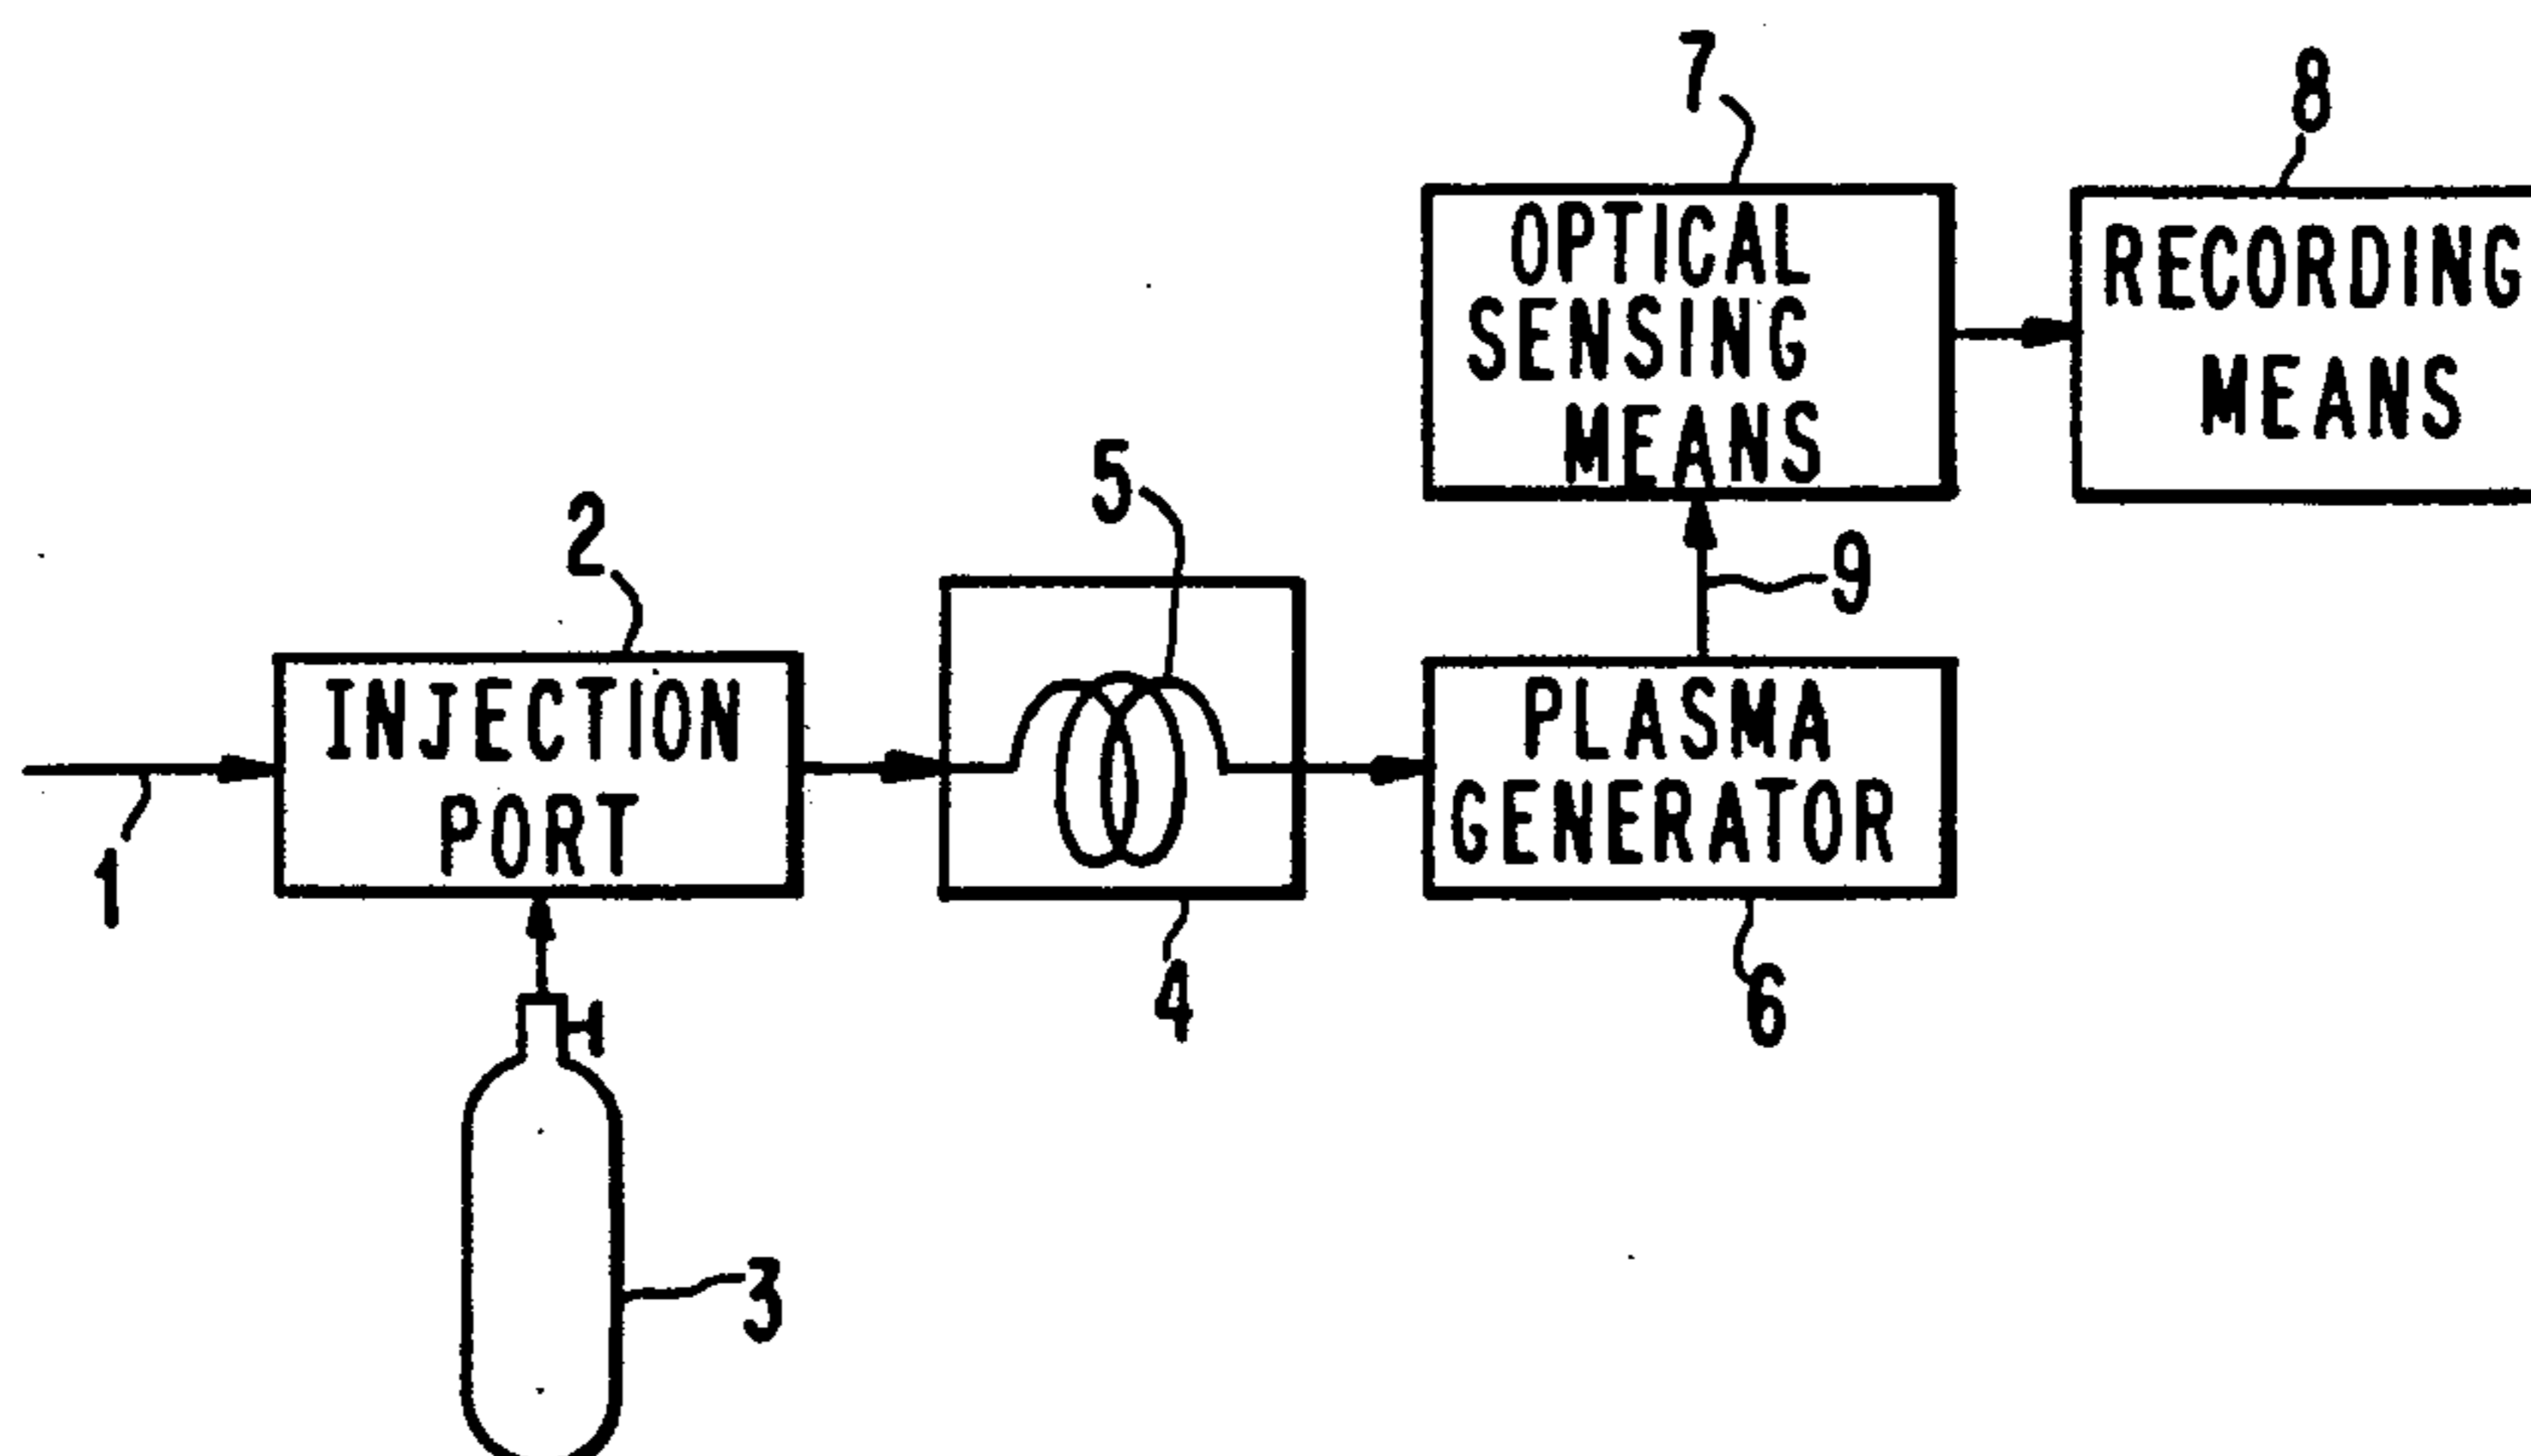 7
8
OPTICAL
SENSING
MEANS
RECORDING
MEANS
5
2
9
INJECTION
PORT
PLASMA
GENERATOR
1
4
6
3